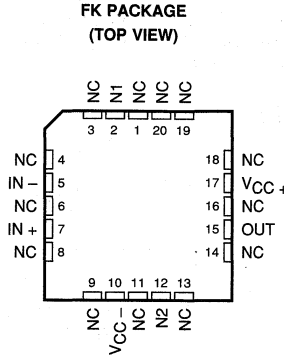 FK PACKAGE
(TOP VIEW)
NC N1 NC NC NC
3 2 1 20 19
NC 4
IN − 5
NC 6
IN + 7
NC 8
18 NC
17 VCC +
16 NC
15 OUT
14 NC
9 10 11 12 13
NC VCC − NC N2 NC